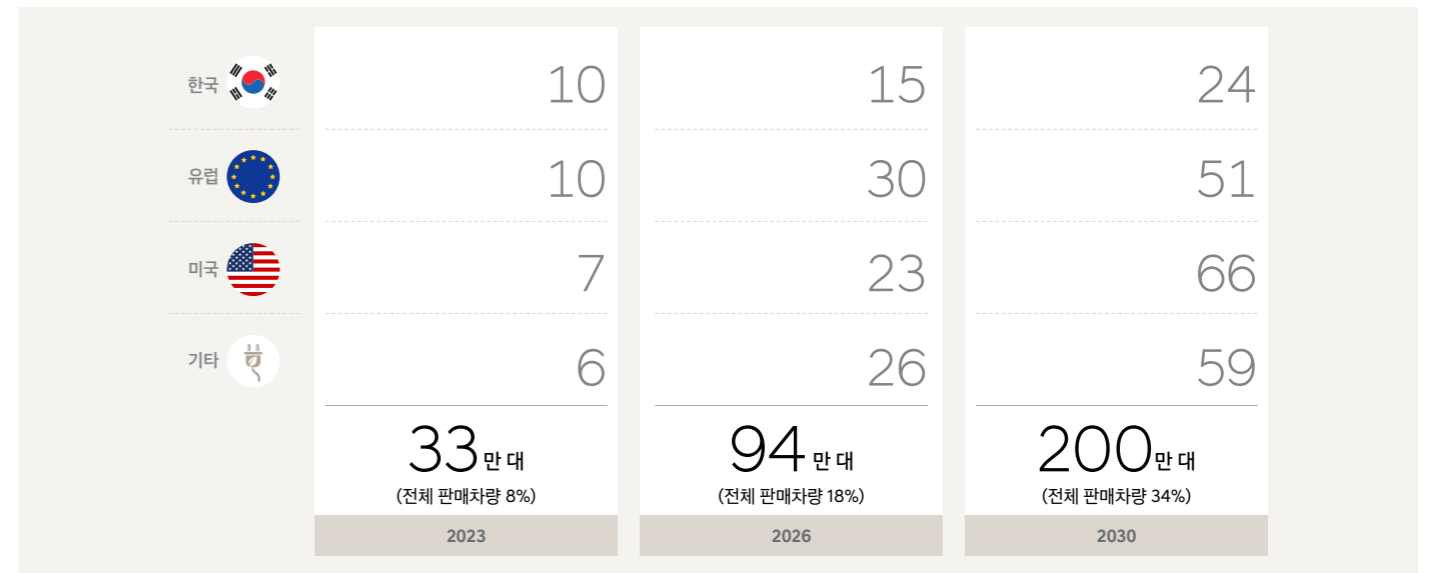 한국 10 15 24
유럽 10 30 51
미국 7 23 66
기타 6 26 59
33만 대 94만 대 200만 대
(전체 판매차량 8%) (전체 판매차량 18%) (전체 판매차량 34%)
2023 2026 2030